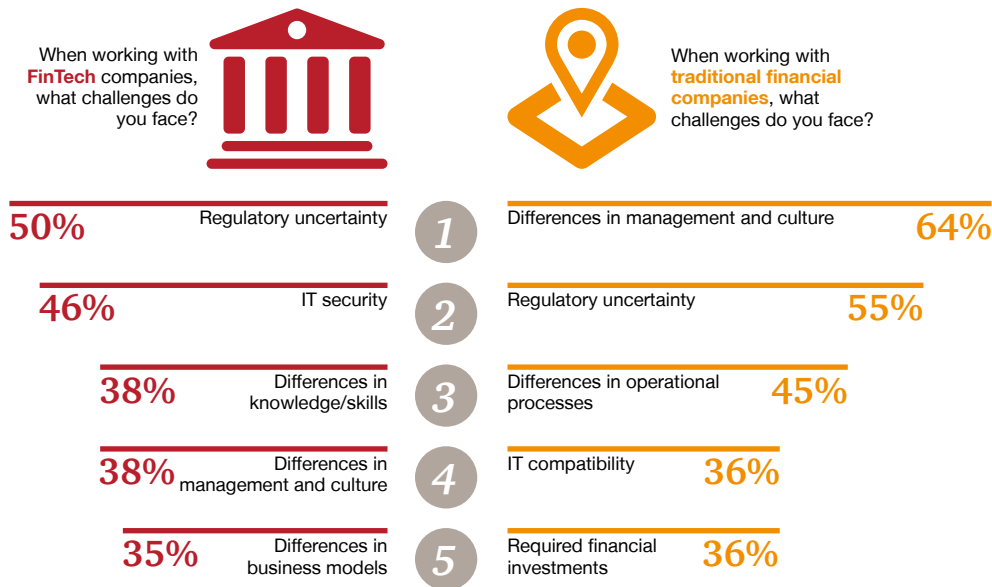 When working with
FinTech companies,
what challenges do
you face?
When working with
traditional financial
companies, what
challenges do you face?
50%
Regulatory uncertainty
1
Differences in management and culture
64%
46%
IT security
2
Regulatory uncertainty
55%
38%
Differences in
knowledge/skills
3
Differences in operational
processes
45%
38%
Differences in
management and culture
4
IT compatibility
36%
35%
Differences in
business models
5
Required financial
investments
36%